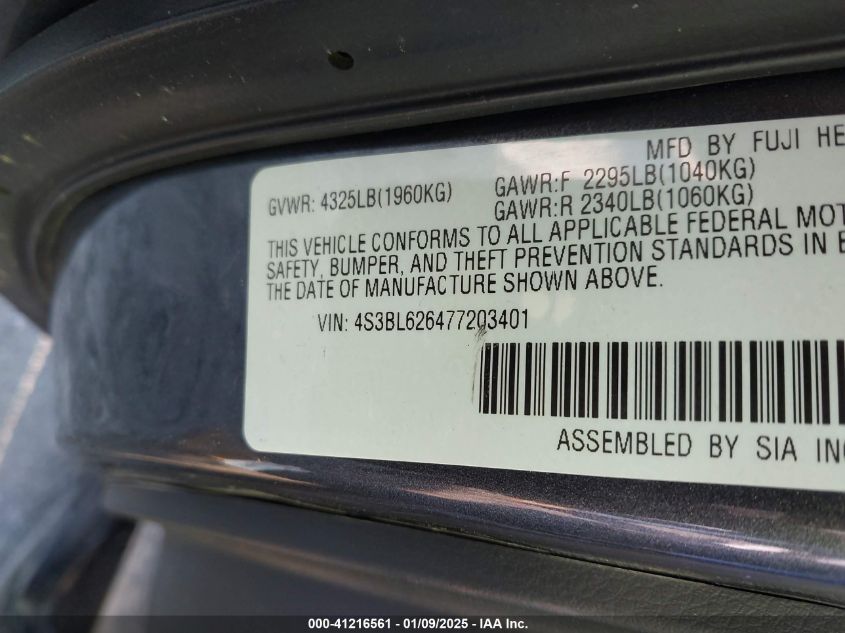 MFD BY FUJI HE
GVWR: 4325LB(1960KG) GAWR:F 2295LB(1040KG)
GAWR:R 2340LB(1060KG)
THIS VEHICLE CONFORMS TO ALL APPLICABLE FEDERAL MOT
SAFETY, BUMPER, AND THEFT PREVENTION STANDARDS IN E
THE DATE OF MANUFACTURE SHOWN ABOVE.
VIN: 4S3BL626477203401
ASSEMBLED BY SIA IN
000-41216561 | 01/09/2025 - IAA Inc.